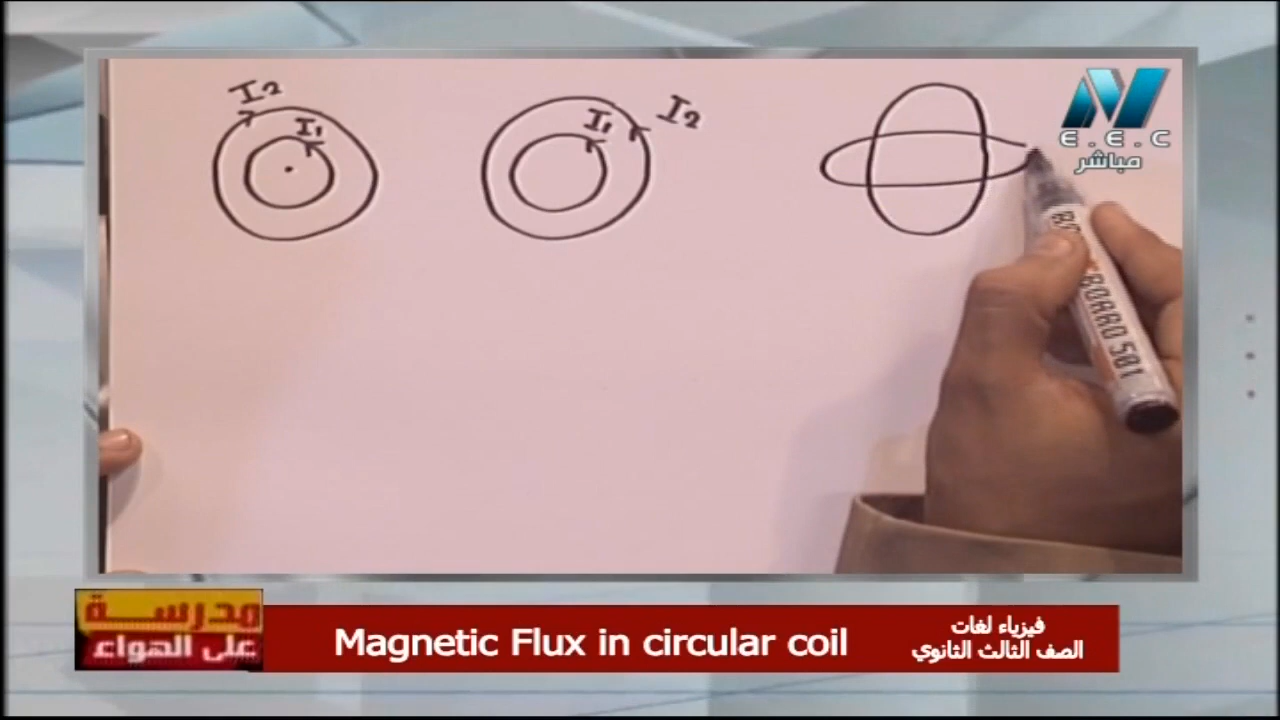 I2
I1
I1
I2
E.E.C
مباشر
BOARD 501
مدرسة
على الهواء
Magnetic Flux in circular coil
فيزياء لغات
الصف الثالث الثانوي